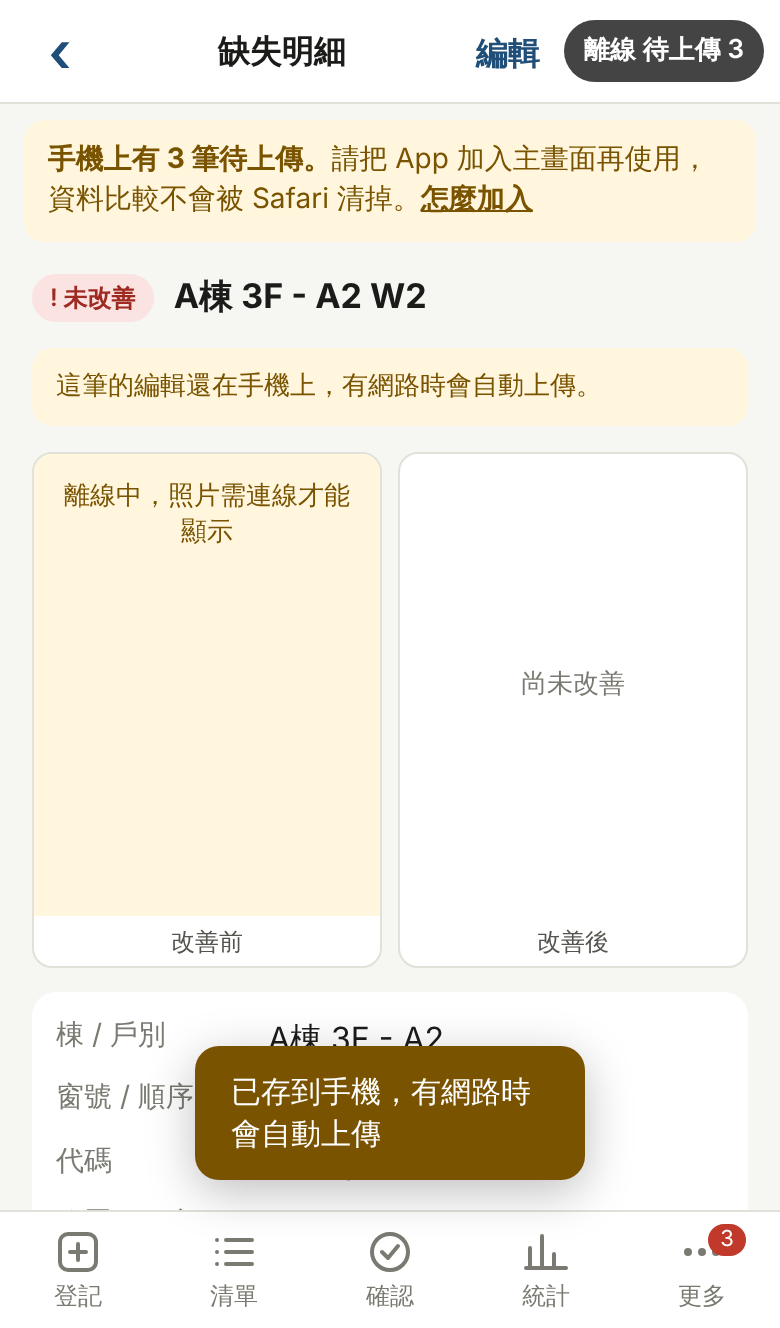 缺失明細
編輯
離線 待上傳 3
手機上有 3 筆待上傳。請把 App 加入主畫面再使用，
資料比較不會被 Safari 清掉。怎麼加入
! 未改善
A棟 3F - A2 W2
這筆的編輯還在手機上，有網路時會自動上傳。
離線中，照片需連線才能
顯示
尚未改善
改善前
改善後
棟 / 戶別
A棟 3F - A2
窗號 / 順序
已存到手機，有網路時
會自動上傳
代碼
登記
清單
確認
統計
3
更多